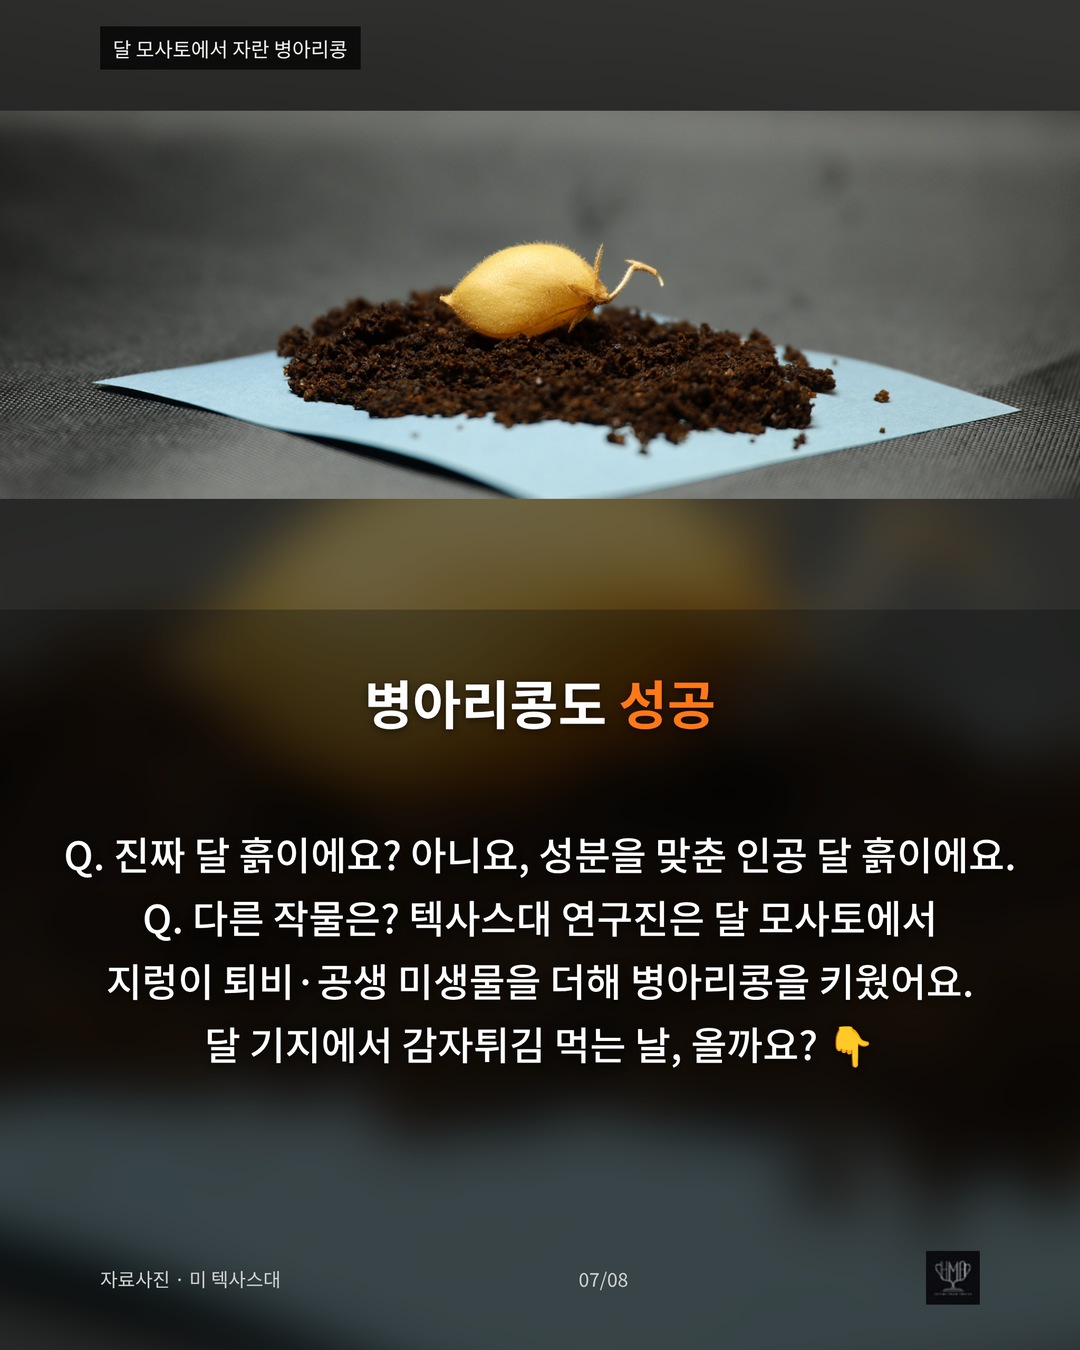 달 모사토에서 자란 병아리콩
병아리콩도 성공
Q. 진짜 달 흙이에요? 아니요, 성분을 맞춘 인공 달 흙이에요.
Q. 다른 작물은? 텍사스대 연구진은 달 모사토에서
지렁이 퇴비·공생 미생물을 더해 병아리콩을 키웠어요.
달 기지에서 감자튀김 먹는 날, 올까요? 👇
자료사진 · 미 텍사스대
07/08